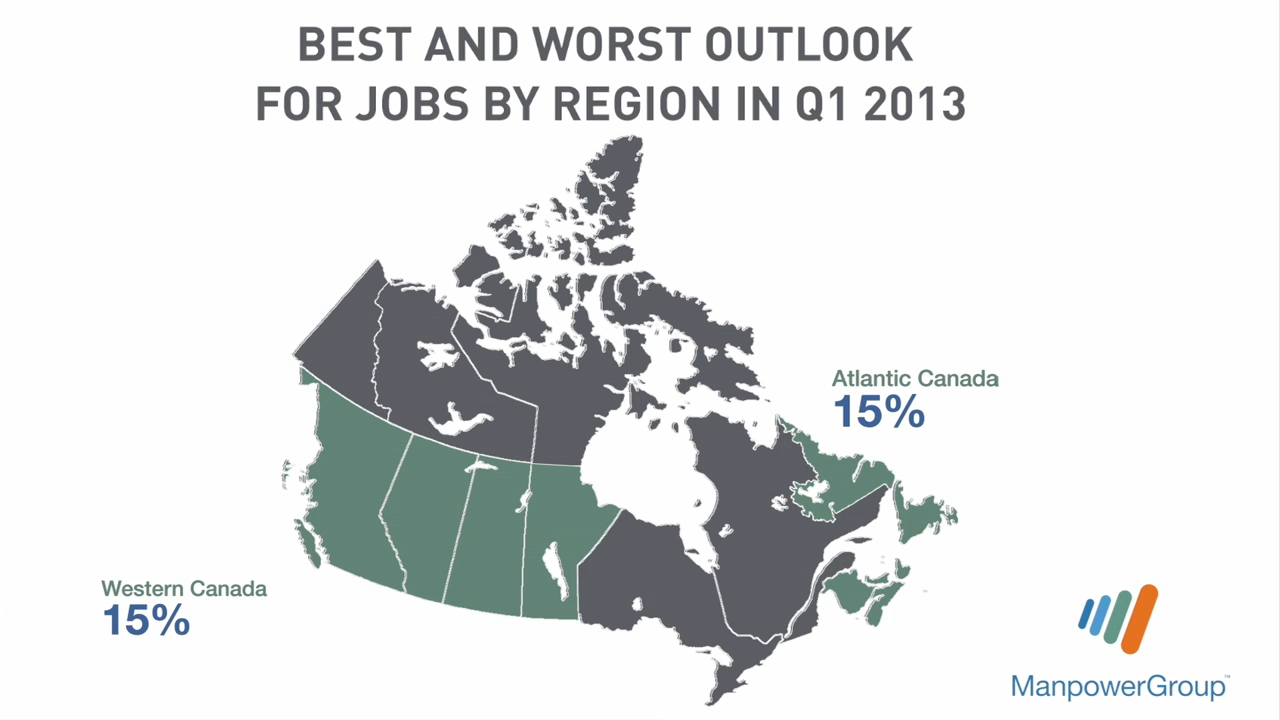 BEST AND WORST OUTLOOK
FOR JOBS BY REGION IN Q1 2013
Atlantic Canada
15%
Western Canada
15%
ManpowerGroup™